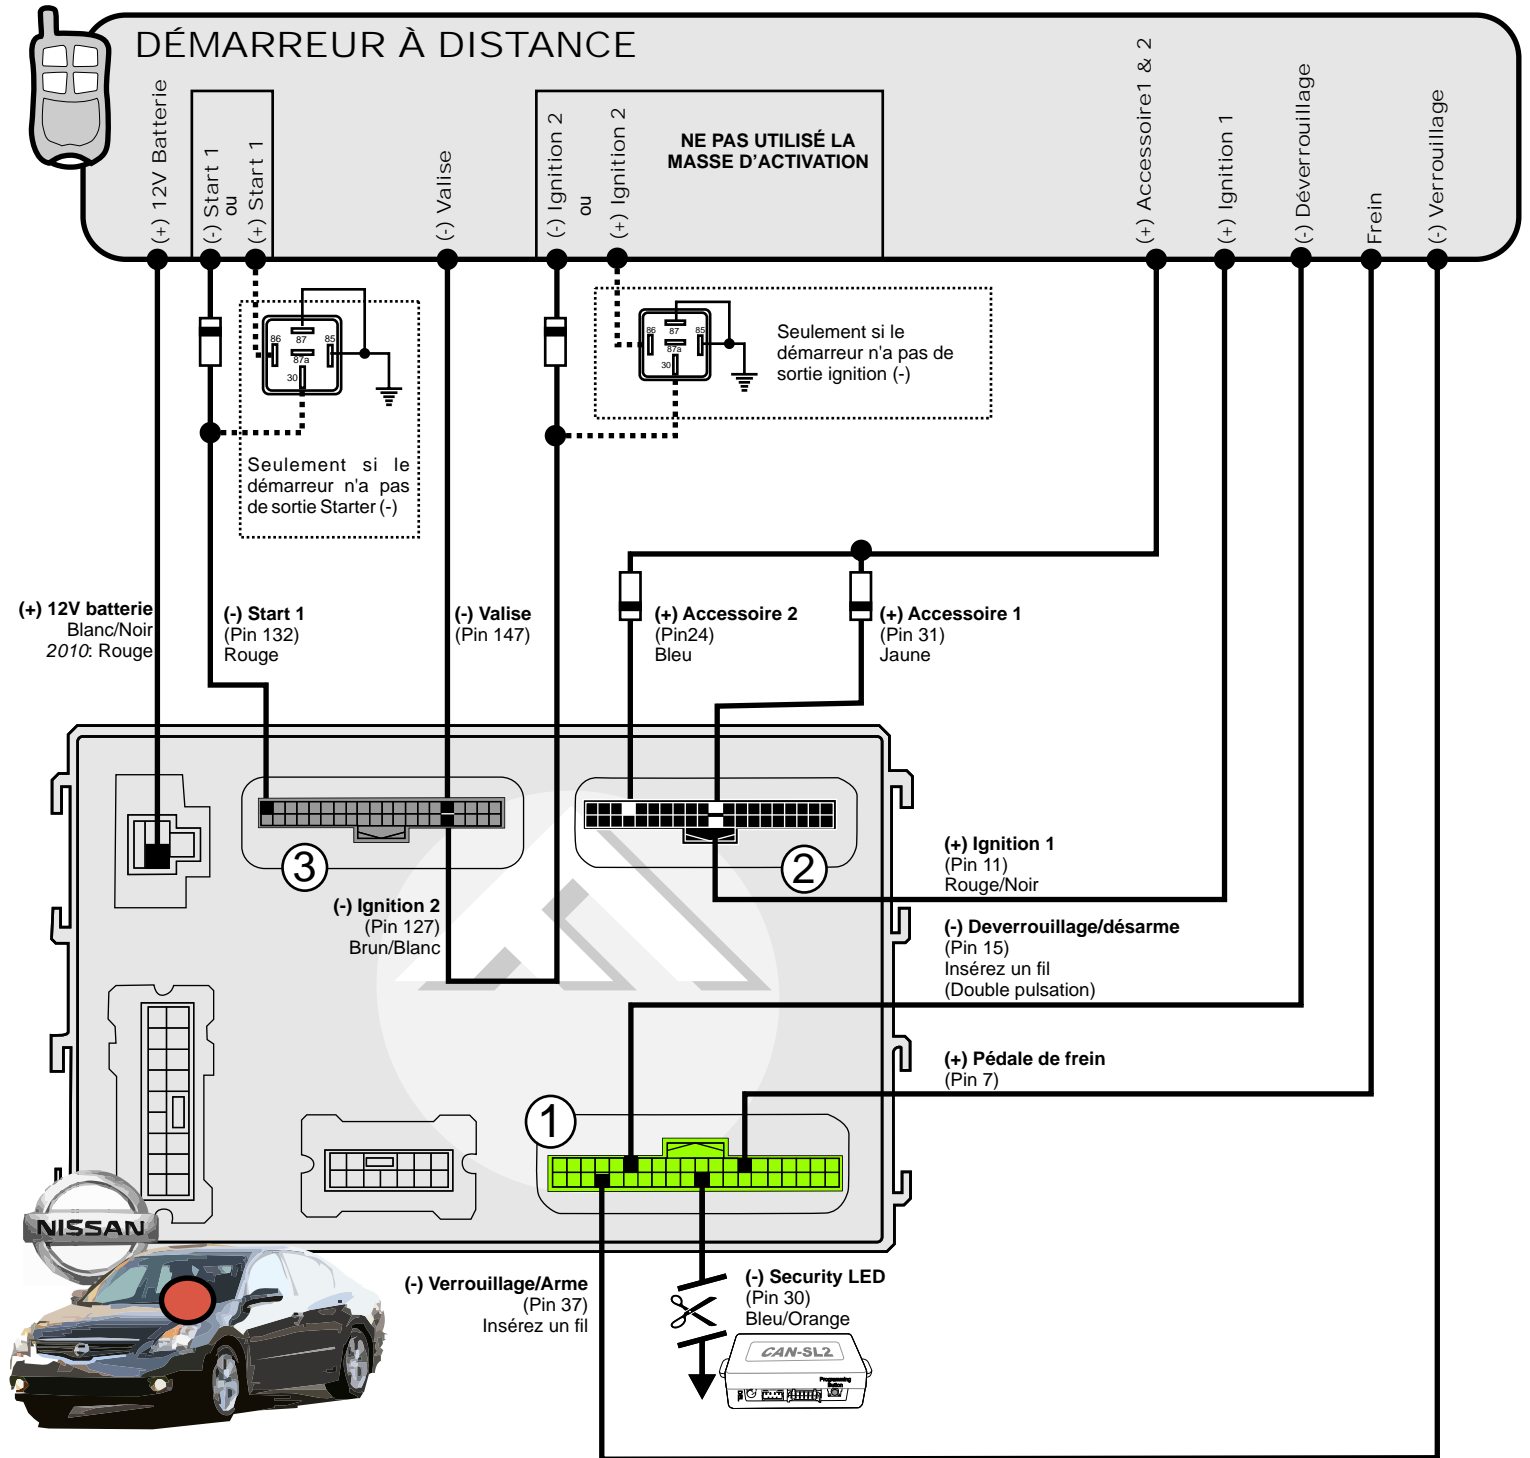 DÉMARREUR À DISTANCE
(+) 12V Batterie
(-) Start 1
ou
(+) Start 1
(-) Valise
(-) Ignition 2
ou
(+) Ignition 2
NE PAS UTILISÉ LA
MASSE D'ACTIVATION
(+) Accessoire1 & 2
(+) Ignition 1
(-) Déverrouillage
Frein
(-) Verrouillage
86
87
85
87a
30
Seulement si le
démarreur n'a pas
de sortie Starter (-)
86
87
85
87a
30
Seulement si le
démarreur n'a pas de
sortie ignition (-)
(+) 12V batterie
Blanc/Noir
2010: Rouge
(-) Start 1
(Pin 132)
Rouge
(-) Valise
(Pin 147)
(+) Accessoire 2
(Pin24)
Bleu
(+) Accessoire 1
(Pin 31)
Jaune
3
2
(-) Ignition 2
(Pin 127)
Brun/Blanc
(+) Ignition 1
(Pin 11)
Rouge/Noir
(-) Deverrouillage/désarme
(Pin 15)
Insérez un fil
(Double pulsation)
(+) Pédale de frein
(Pin 7)
1
NISSAN
(-) Verrouillage/Arme
(Pin 37)
Insérez un fil
(-) Security LED
(Pin 30)
Bleu/Orange
CAN-SL2
Programming
Button